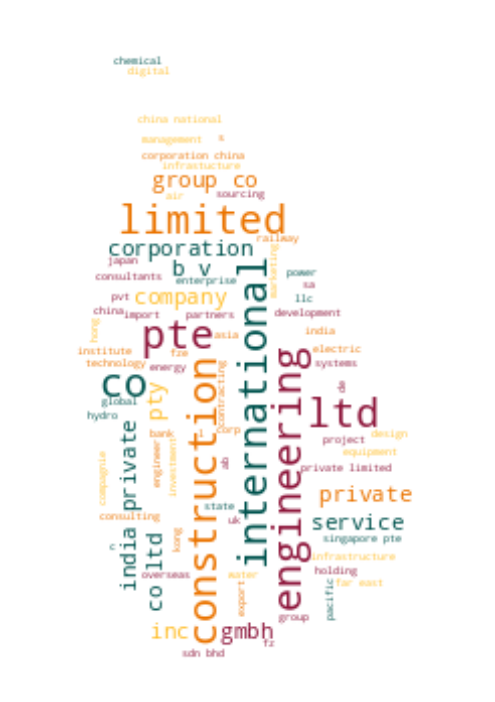 chemical
digital
china national
management s
corporation china
infrastucture
group co
air sourcing
limited
railway
corporation
japan b v marketing
consultants enterprise power
sa
pvt company llc
china import partners development
hong pte asia india
institute fze electric
technology energy systems
co pty construction contracting international engineering de
global ltd
hydro corp
bank design
project
compagnie india private engineer investment ab equipment
private limited
private
state
consulting uk service
kong singapore pte
c co ltd infrastructure
overseas water holding
export pacific far east
group
inc gmbh
fz
sdn bhd